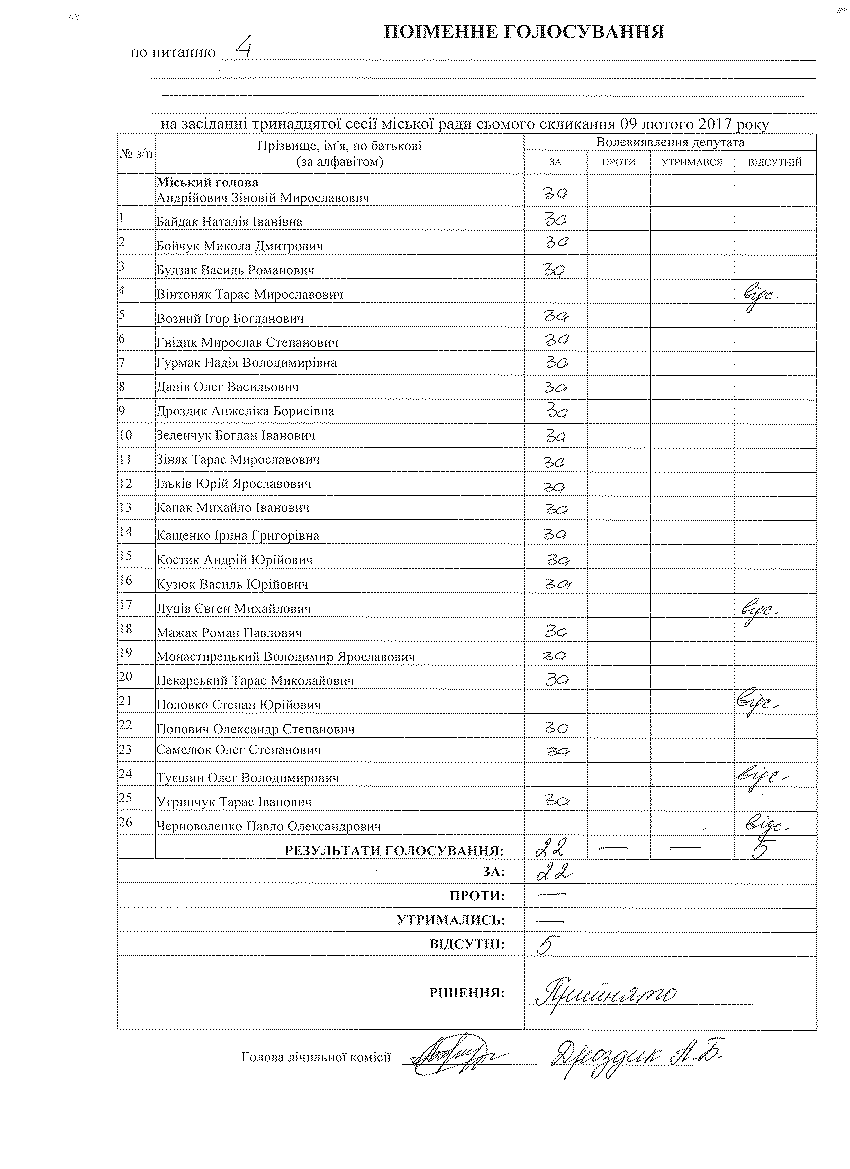 ПОІМЕННЕ ГОЛОСУВАННЯ
по питанню 4
на засіданні тринадцятої сесії міської ради сьомого скликання 09 лютого 2017 року
№ з/п Прізвище, ім'я, по батькові (за алфавітом) Волевиявлення депутата
ЗА ПРОТИ УТРИМАВСЯ ВІДСУТНІЙ
Міський голова
Андрійович Зіновій Мирославович за
1 Байдак Наталія Іванівна за
2 Бойчук Микола Дмитрович за
3 Будзак Василь Романович за
4 Вінтоняк Тарас Мирославович відс.
5 Возний Ігор Богданович за
6 Гнідик Мирослав Степанович за
7 Гурмак Надія Володимирівна за
8 Данів Олег Васильович за
9 Дроздик Анжеліка Борисівна за
10 Зеленчук Богдан Іванович за
11 Зіняк Тарас Мирославович за
12 Ільків Юрій Ярославович за
13 Капак Михайло Іванович за
14 Кащенко Ірина Григорівна за
15 Костик Андрій Юрійович за
16 Кузюк Василь Юрійович за
17 Луців Євген Михайлович відс.
18 Мажак Роман Павлович за
19 Монастирецький Володимир Ярославович за
20 Пекарський Тарас Миколайович за
21 Половко Степан Юрійович відс.
22 Попович Олександр Степанович за
23 Самелюк Олег Степанович за
24 Тукшин Олег Володимирович відс.
25 Угринчук Тарас Іванович за
26 Черноволенко Павло Олександрович відс.
РЕЗУЛЬТАТИ ГОЛОСУВАННЯ: 22 — — 5
ЗА: 22
ПРОТИ: —
УТРИМАЛИСЬ: —
ВІДСУТНІ: 5
РІШЕННЯ: Прийнято
Голова лічильної комісії Дроздик А.Б.